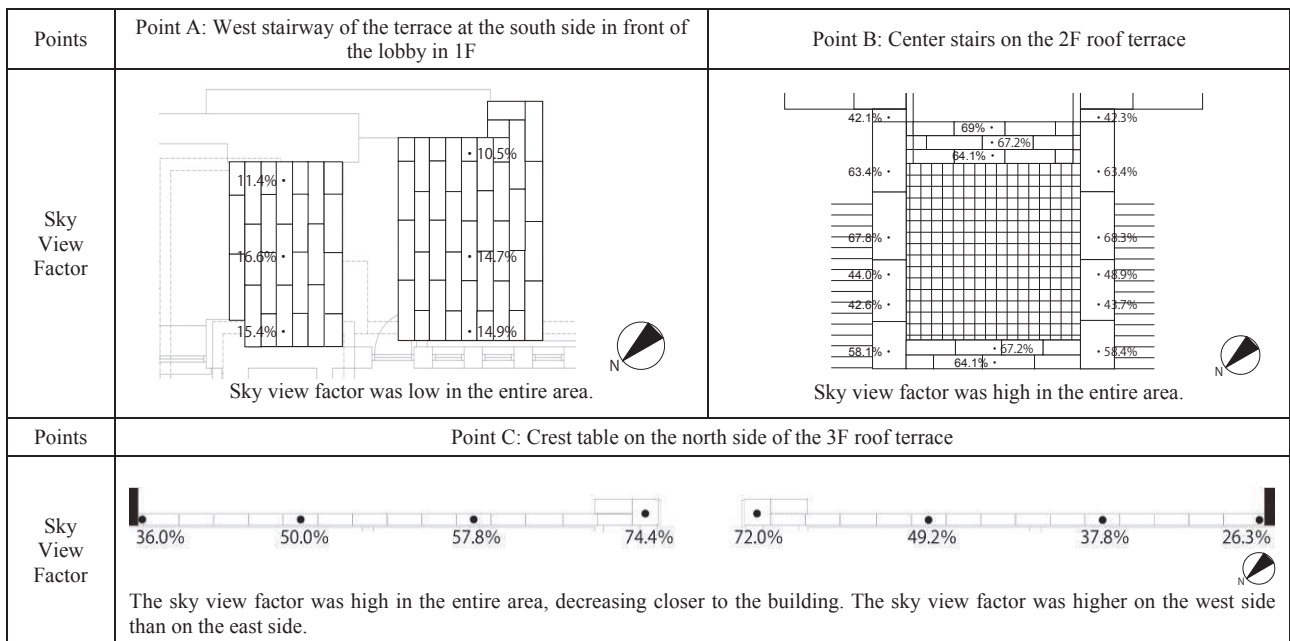 Points
Point A: West stairway of the terrace at the south side in front of
the lobby in 1F
Point B: Center stairs on the 2F roof terrace
Sky
View
Factor
11.4%
16.6%
15.4%
10.5%
14.7%
14.9%
N
Sky view factor was low in the entire area.
42.1%
42.3%
69%
67.2%
64.1%
63.4%
63.4%
67.8%
68.3%
44.0%
48.9%
42.6%
43.7%
58.1%
67.2%
58.4%
64.1%
N
Sky view factor was high in the entire area.
Points
Point C: Crest table on the north side of the 3F roof terrace
Sky
View
Factor
36.0%
50.0%
57.8%
74.4%
72.0%
49.2%
37.8%
26.3%
N
The sky view factor was high in the entire area, decreasing closer to the building. The sky view factor was higher on the west side
than on the east side.